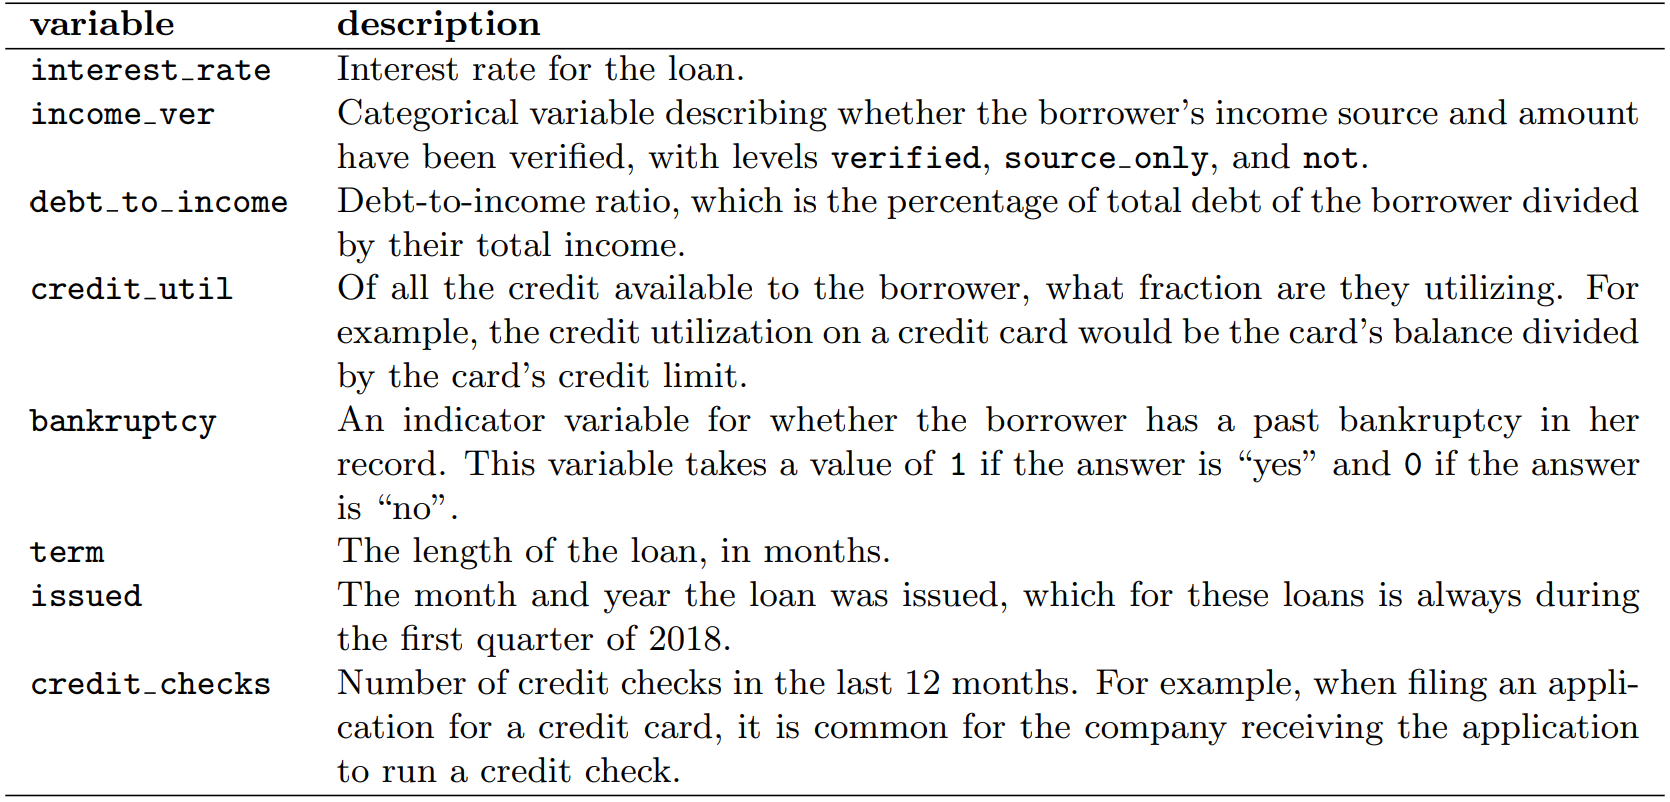 variable description
interest_rate Interest rate for the loan.
income_ver Categorical variable describing whether the borrower’s income source and amount
have been verified, with levels verified, source_only, and not.
debt_to_income Debt-to-income ratio, which is the percentage of total debt of the borrower divided
by their total income.
credit_util Of all the credit available to the borrower, what fraction are they utilizing. For
example, the credit utilization on a credit card would be the card’s balance divided
by the card’s credit limit.
bankruptcy An indicator variable for whether the borrower has a past bankruptcy in her
record. This variable takes a value of 1 if the answer is “yes” and 0 if the answer
is “no”.
term The length of the loan, in months.
issued The month and year the loan was issued, which for these loans is always during
the first quarter of 2018.
credit_checks Number of credit checks in the last 12 months. For example, when filing an appli-
cation for a credit card, it is common for the company receiving the application
to run a credit check.